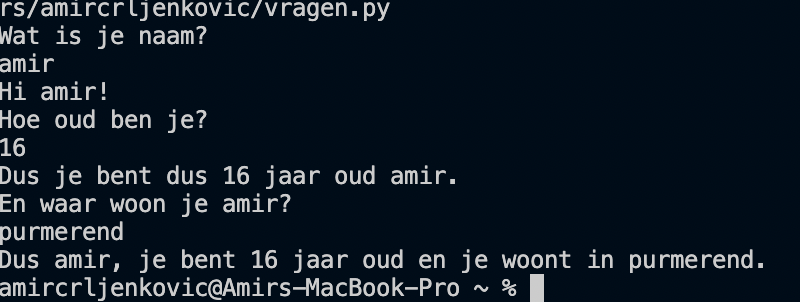 rs/amircrljenkovic/vragen.py
Wat is je naam?
amir
Hi amir!
Hoe oud ben je?
16
Dus je bent dus 16 jaar oud amir.
En waar woon je amir?
purmerend
Dus amir, je bent 16 jaar oud en je woont in purmerend.
amircrljenkovic@Amirs-MacBook-Pro ~ %